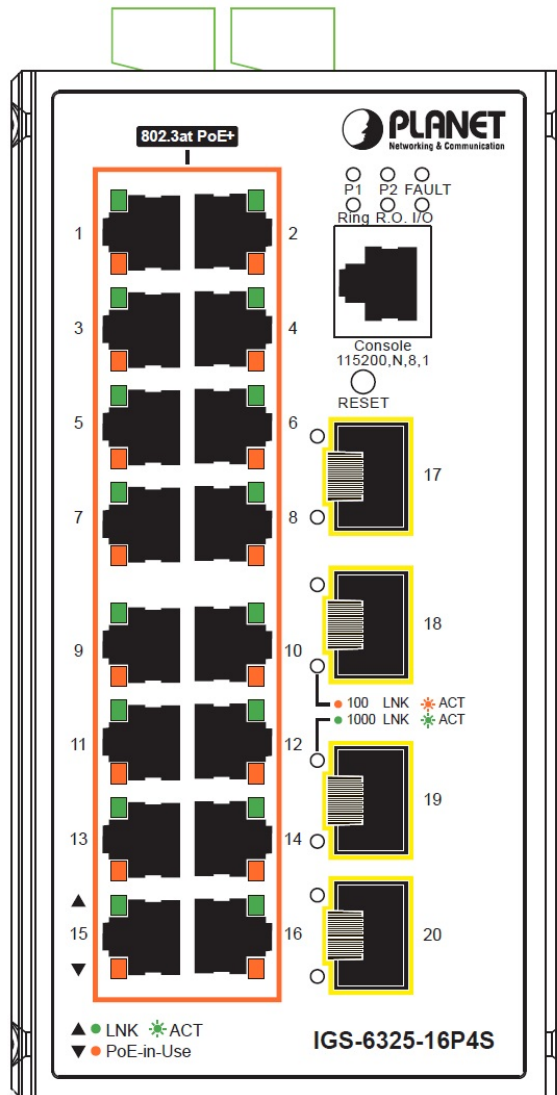 802.3at PoE+
PLANET
Networking & Communication
P1 P2 FAULT
Ring R.O. I/O
Console
115200,N,8,1
RESET
1 2
3 4
5 6
7 8
9 10
11 12
13 14
15 16
17
18
100 LNK ACT
1000 LNK ACT
19
20
LNK ACT
PoE-in-Use
IGS-6325-16P4S